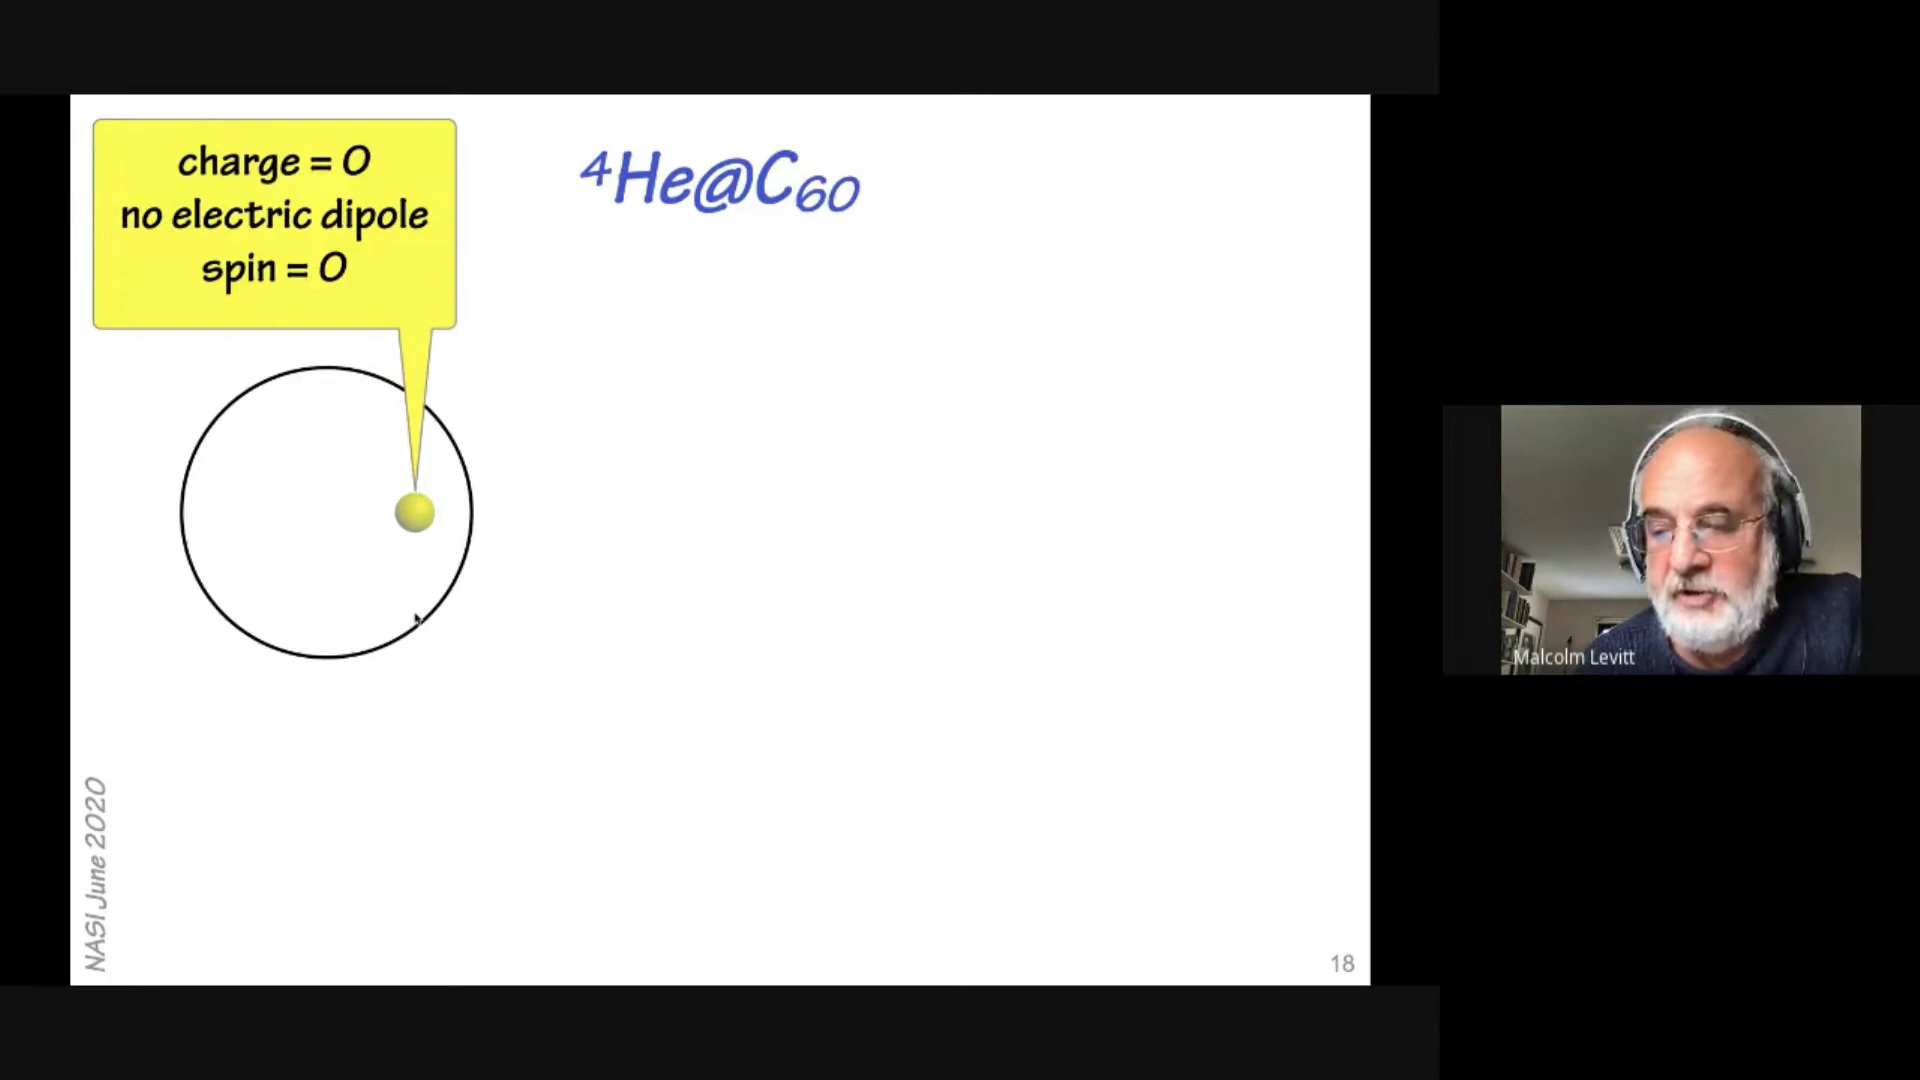 charge = 0
no electric dipole
spin = 0
⁴He@C₆₀
NASI June 2020
18
Malcolm Levitt